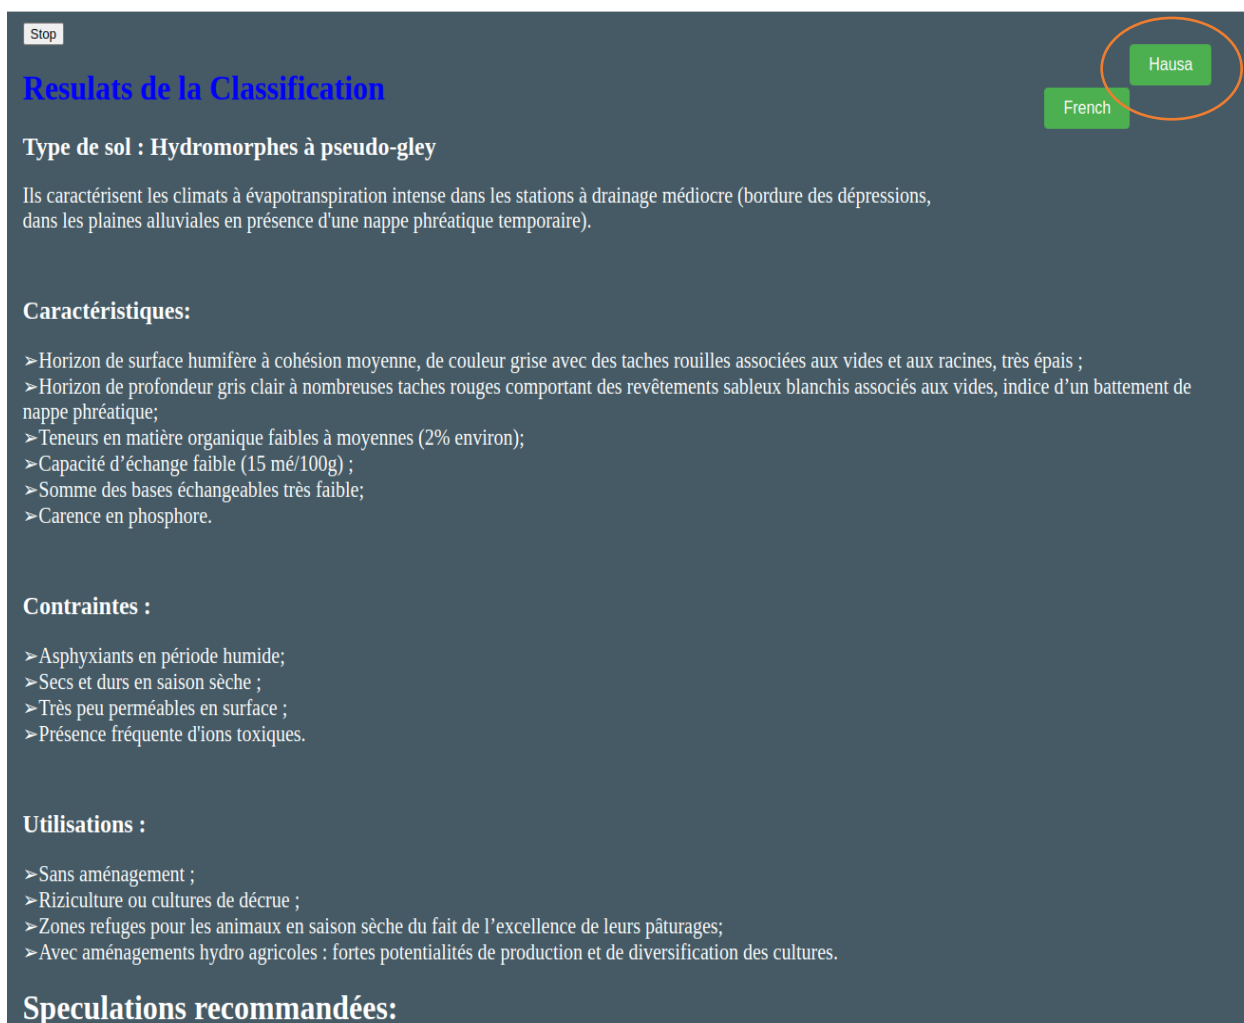 Stop
Hausa
Resulats de la Classification
French
Type de sol : Hydromorphes à pseudo-gley
Ils caractérisent les climats à évapotranspiration intense dans les stations à drainage médiocre (bordure des dépressions,
dans les plaines alluviales en présence d'une nappe phréatique temporaire).
Caractéristiques:
➢Horizon de surface humifère à cohésion moyenne, de couleur grise avec des taches rouilles associées aux vides et aux racines, très épais ;
➢Horizon de profondeur gris clair à nombreuses taches rouges comportant des revêtements sableux blanchis associés aux vides, indice d’un battement de
nappe phréatique;
➢Teneurs en matière organique faibles à moyennes (2% environ);
➢Capacité d’échange faible (15 mé/100g) ;
➢Somme des bases échangeables très faible;
➢Carence en phosphore.
Contraintes :
➢Asphyxiants en période humide;
➢Secs et durs en saison sèche ;
➢Très peu perméables en surface ;
➢Présence fréquente d'ions toxiques.
Utilisations :
➢Sans aménagement ;
➢Riziculture ou cultures de décrue ;
➢Zones refuges pour les animaux en saison sèche du fait de l’excellence de leurs pâturages;
➢Avec aménagements hydro agricoles : fortes potentialités de production et de diversification des cultures.
Speculations recommandées: